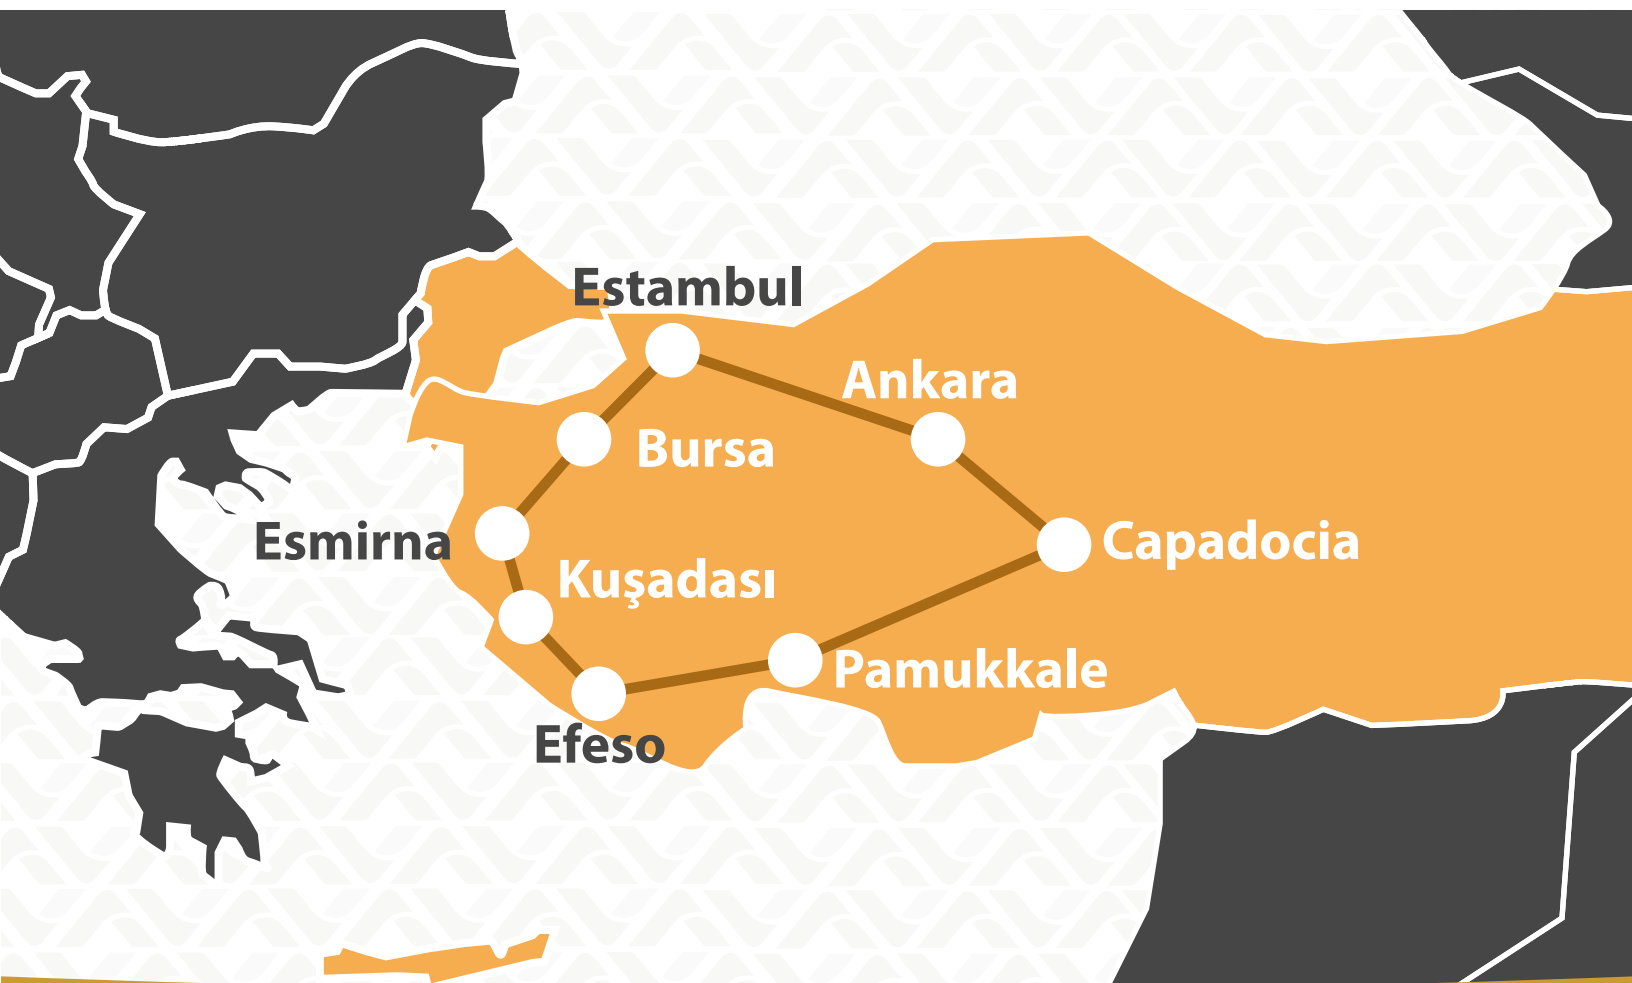 Estambul
Ankara
Bursa
Esmirna
Capadocia
Kuşadası
Pamukkale
Efeso